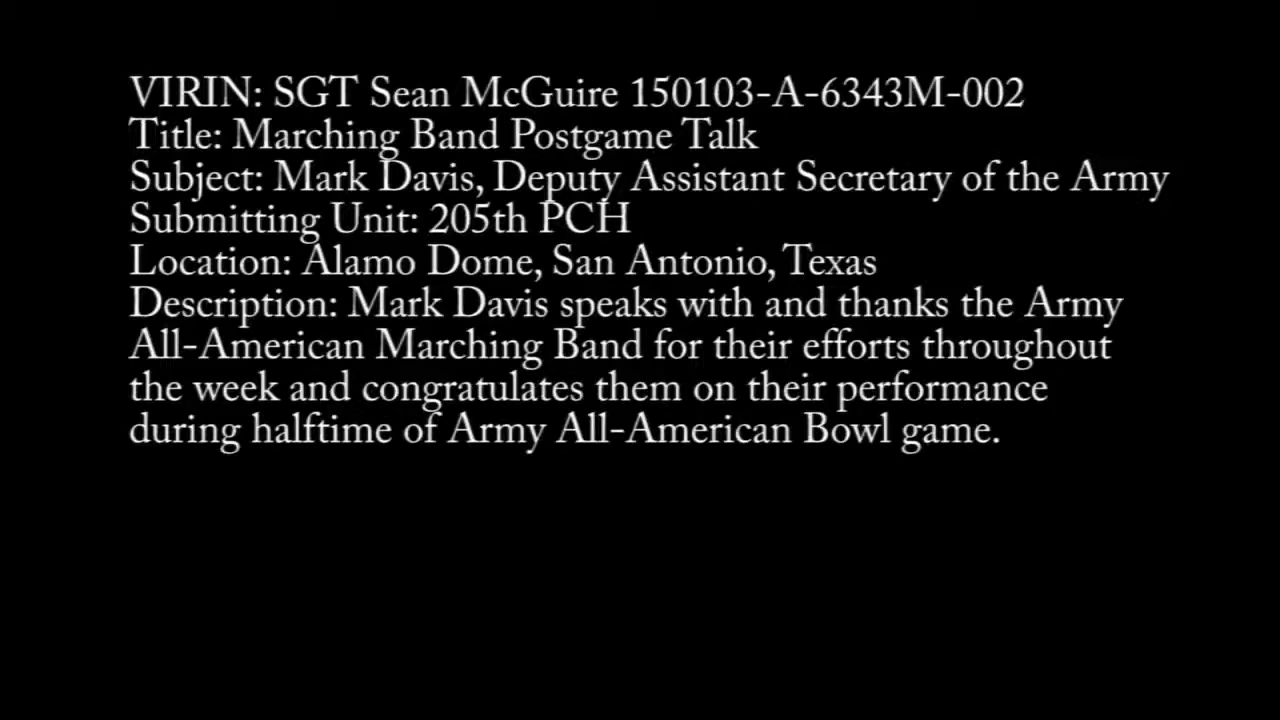 VIRIN: SGT Sean McGuire 150103-A-6343M-002
Title: Marching Band Postgame Talk
Subject: Mark Davis, Deputy Assistant Secretary of the Army
Submitting Unit: 205th PCH
Location: Alamo Dome, San Antonio, Texas
Description: Mark Davis speaks with and thanks the Army
All-American Marching Band for their efforts throughout
the week and congratulates them on their performance
during halftime of Army All-American Bowl game.